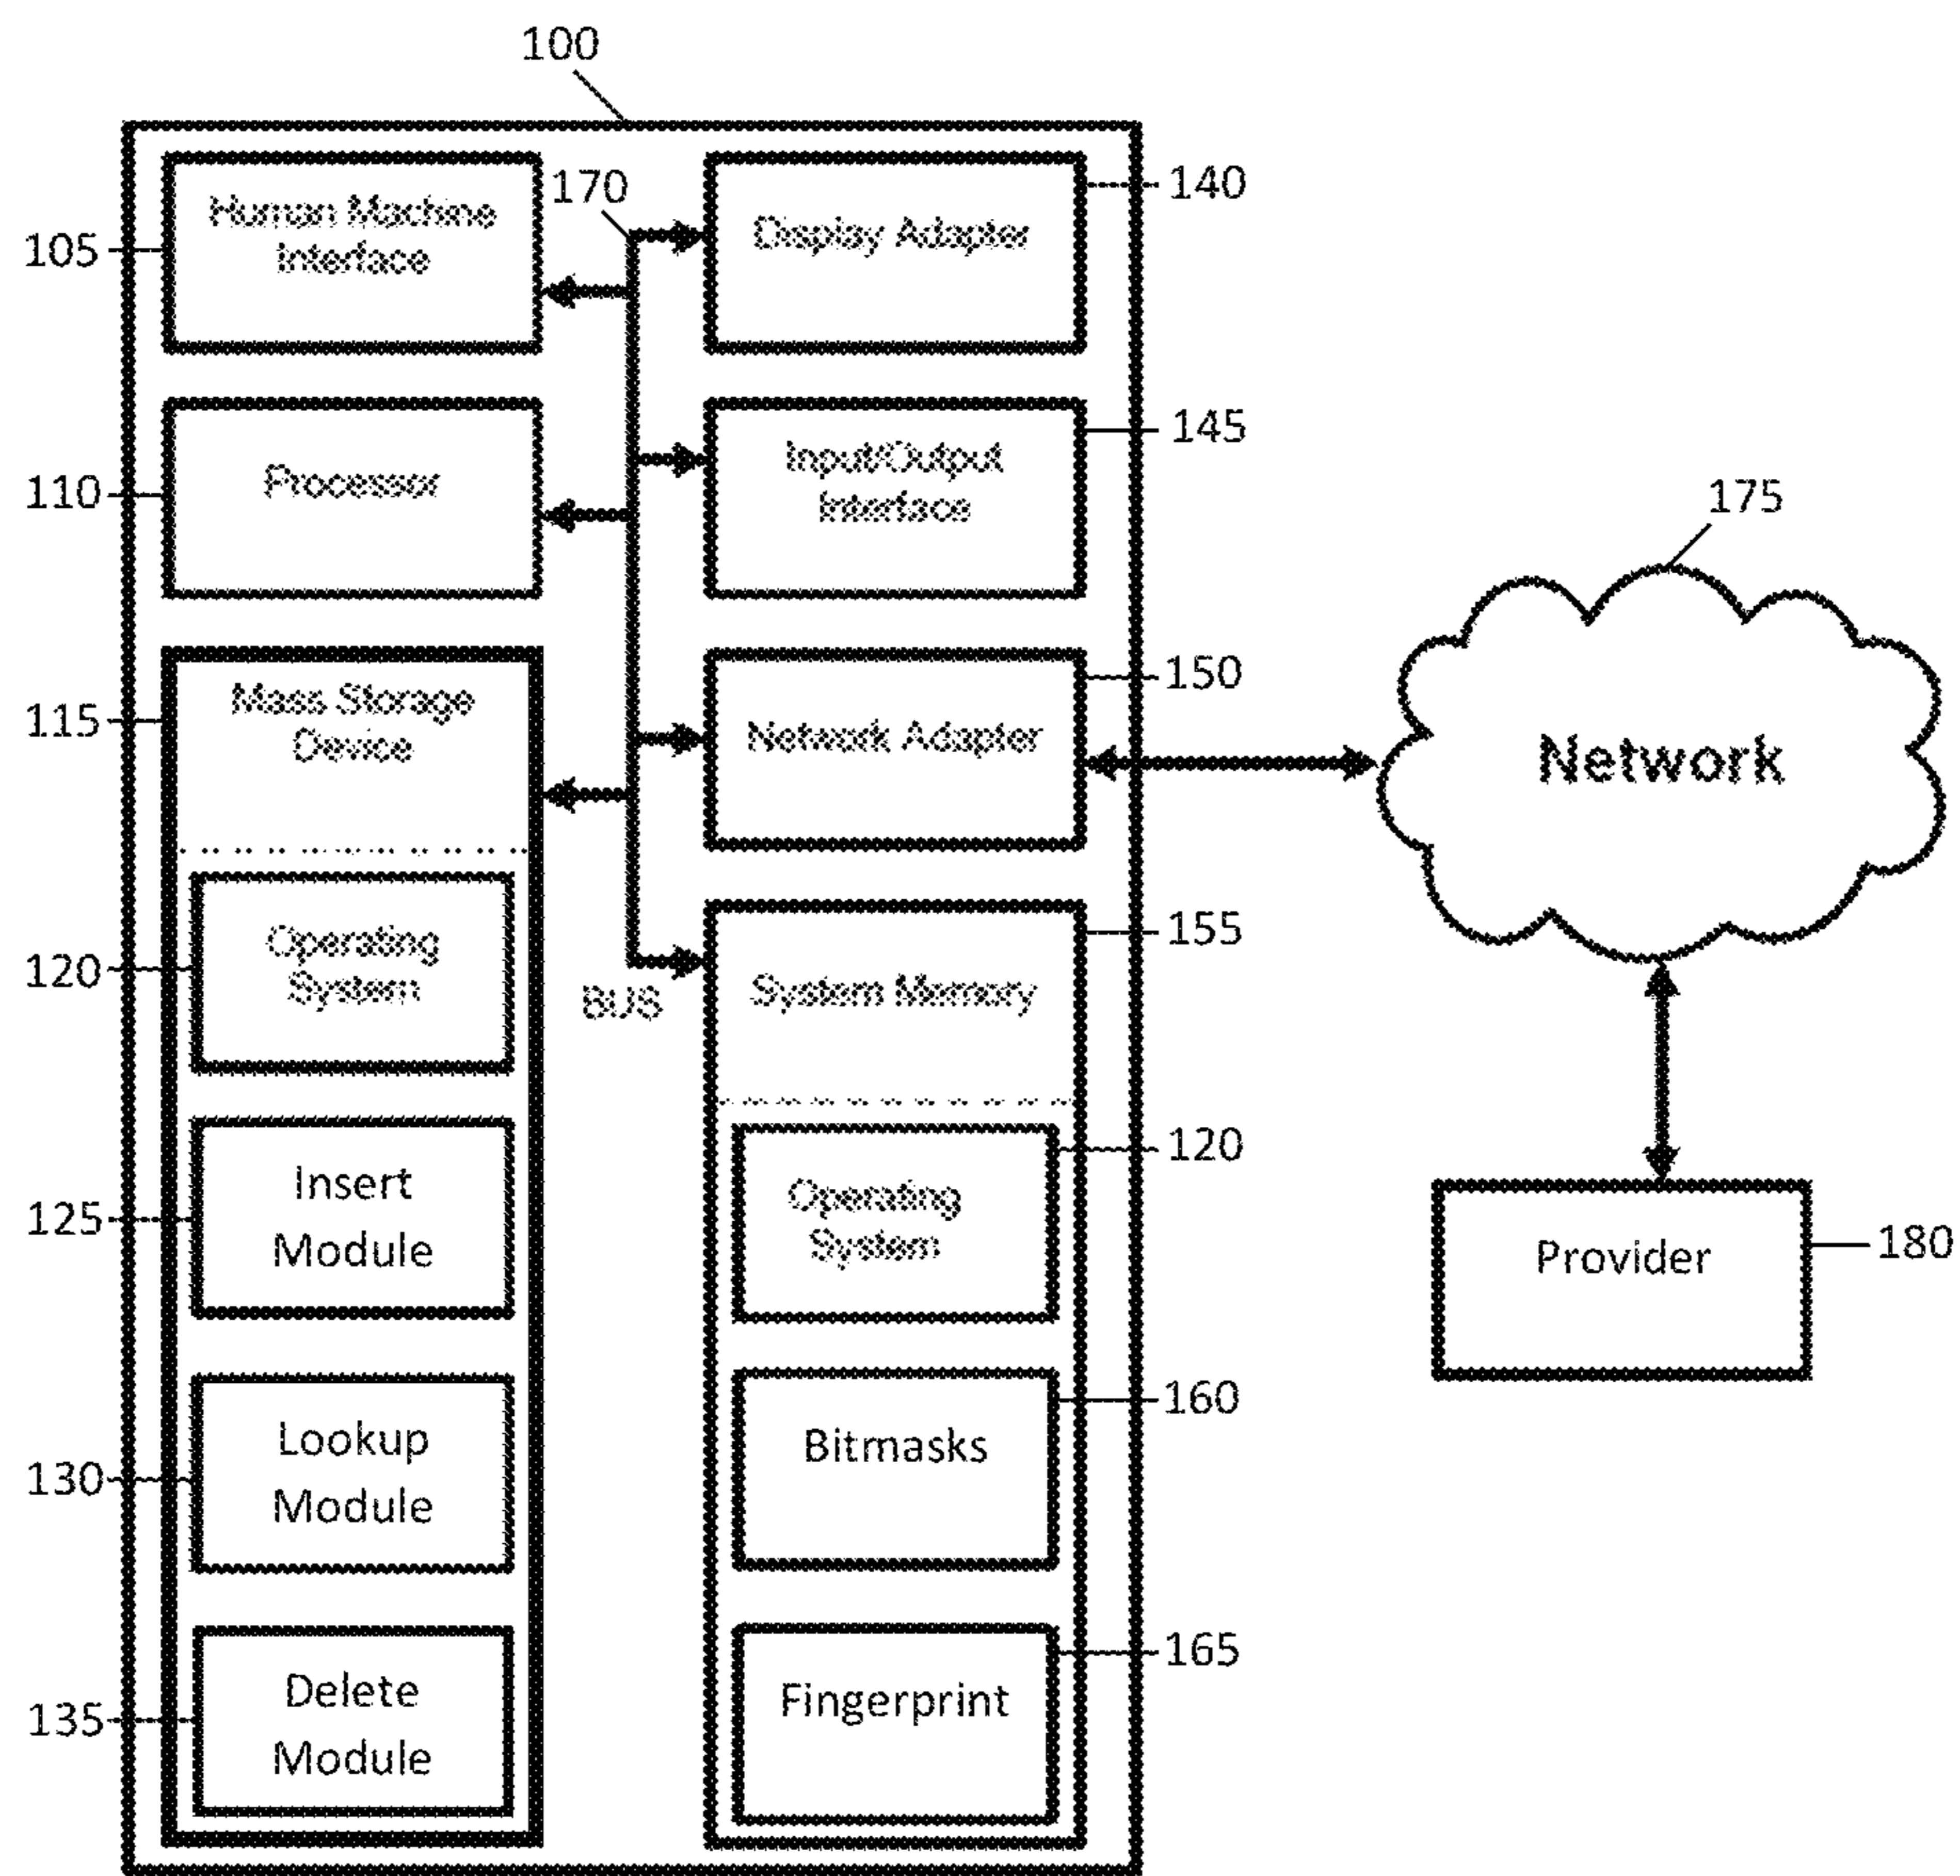 100
170
Human Machine
Interface
105
Display Adapter
140
Processor
110
Input/Output
Interface
145
175
Mass Storage
Device
115
Network Adapter
150
Network
Operating
System
120
BUS
System Memory
155
Insert
Module
125
Operating
System
120
Provider
180
Lookup
Module
130
Bitmasks
160
Delete
Module
135
Fingerprint
165